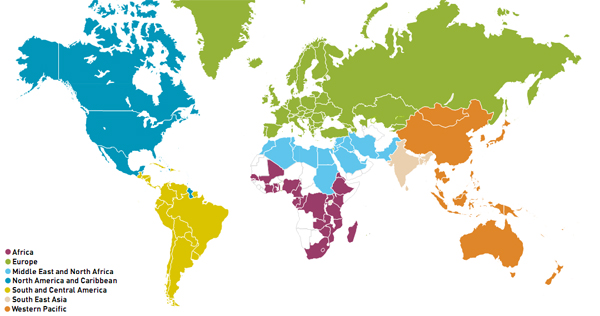 Africa
Europe
Middle East and North Africa
North America and Caribbean
South and Central America
South East Asia
Western Pacific